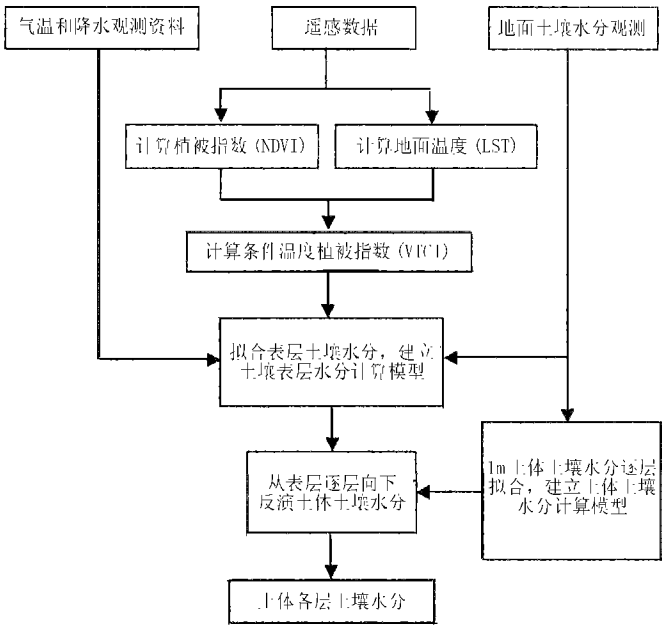 气温和降水观测资料
遥感数据
地面土壤水分观测
计算植被指数(NDVI)
计算地面温度(LST)
计算条件温度植被指数(VTCI)
拟合表层土壤水分，建立
土壤表层水分计算模型
1m土体土壤水分逐层
拟合，建立土体土壤
水分计算模型
从表层逐层向下
反演土体土壤水分
土体各层土壤水分